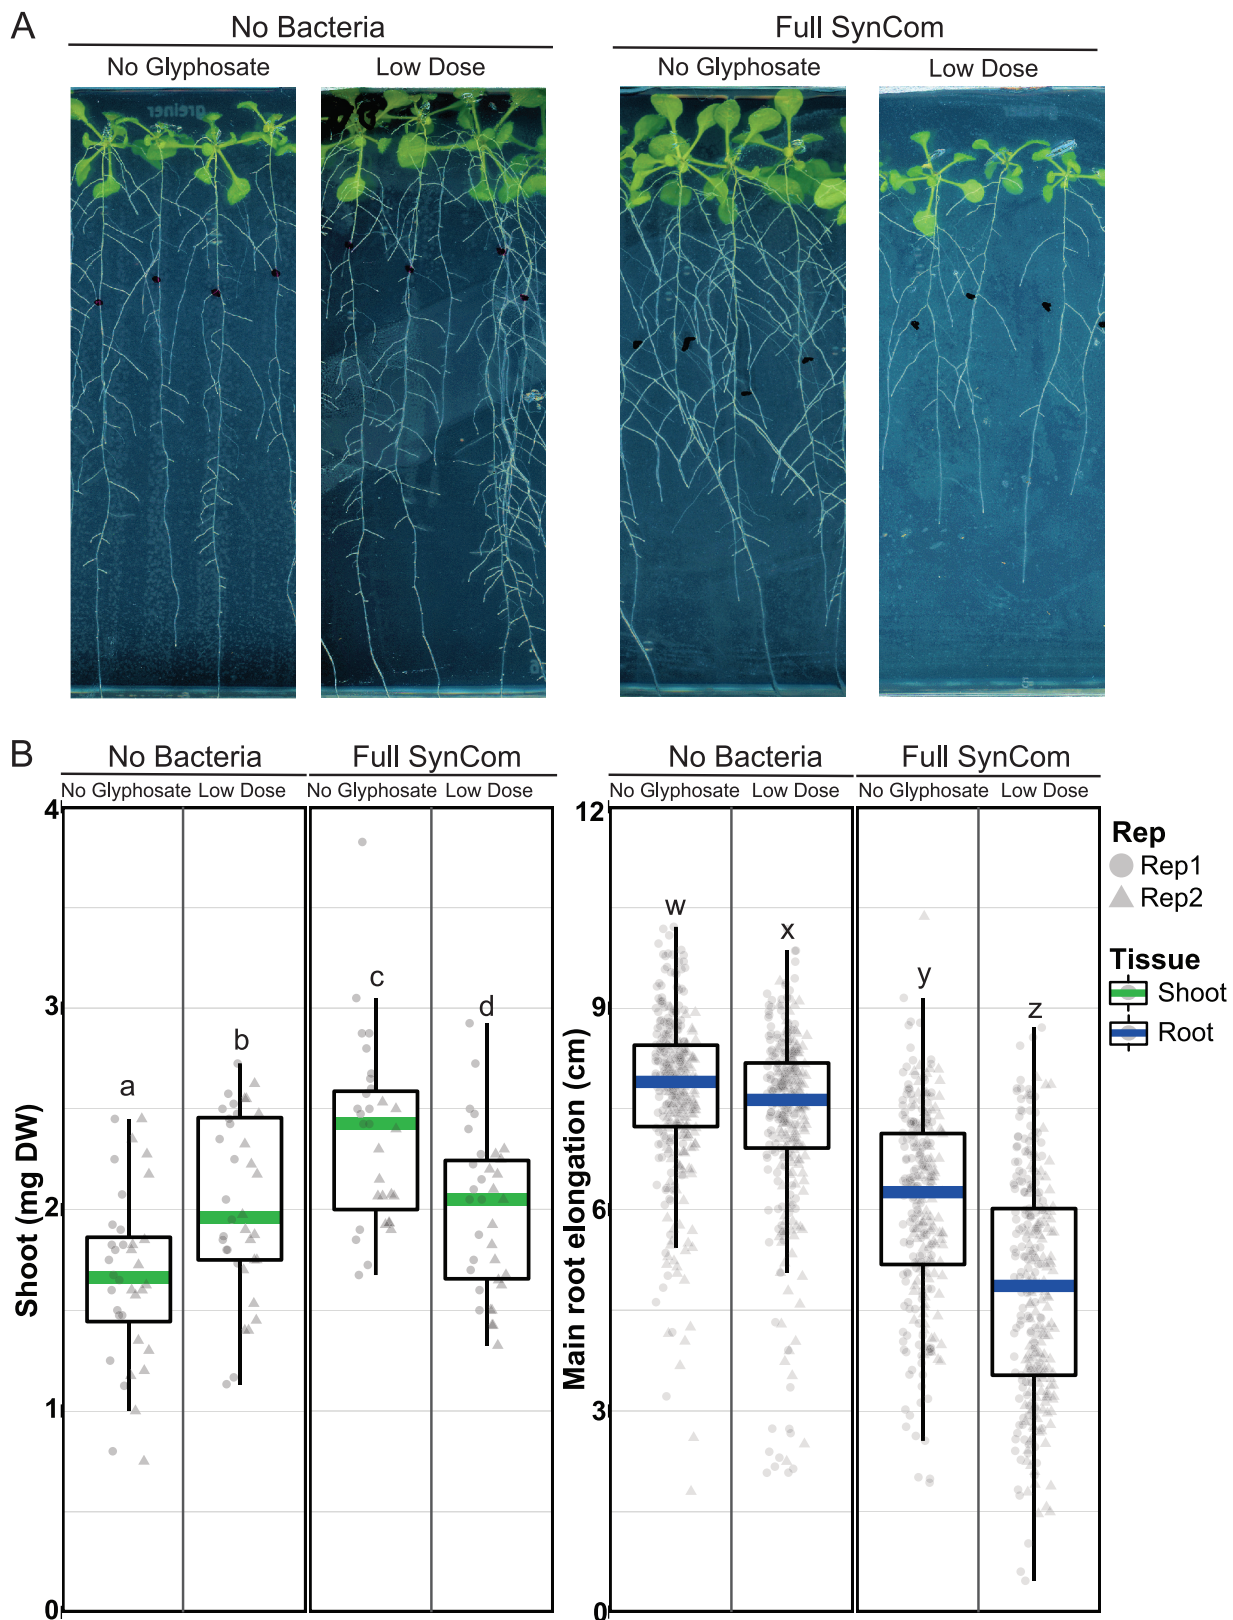 A
No Bacteria
Full SynCom
No Glyphosate
Low Dose
No Glyphosate
Low Dose
greiner
5
B
No Bacteria
Full SynCom
No Bacteria
Full SynCom
No Glyphosate
Low Dose
No Glyphosate
Low Dose
No Glyphosate
Low Dose
No Glyphosate
Low Dose
Shoot (mg DW)
4
3
2
1
0
a
b
c
d
Main root elongation (cm)
12
9
6
3
0
w
x
y
z
Rep
Rep1
Rep2
Tissue
Shoot
Root